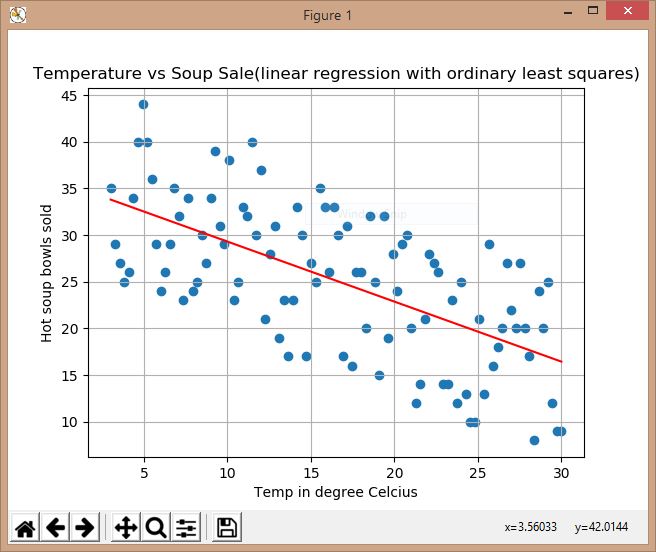 Figure 1
Temperature vs Soup Sale(linear regression with ordinary least squares)
45
40
35
30
25
20
15
10
Hot soup bowls sold
5 10 15 20 25 30
Temp in degree Celcius
x=3.56033 y=42.0144